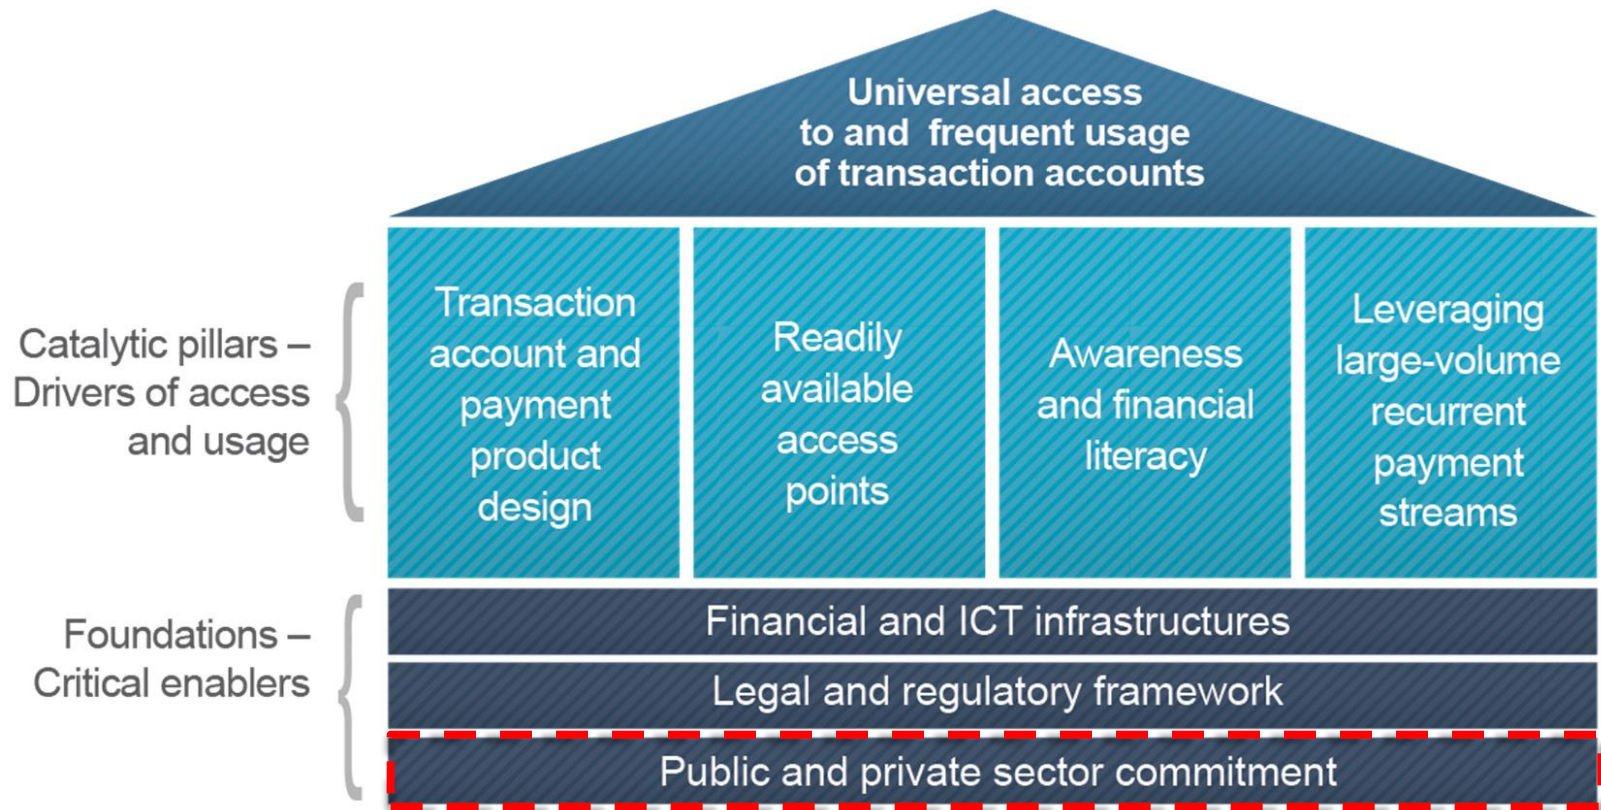 Universal access
to and frequent usage
of transaction accounts
Catalytic pillars –
Drivers of access
and usage
Transaction
account and
payment
product
design
Readily
available
access
points
Awareness
and financial
literacy
Leveraging
large-volume
recurrent
payment
streams
Foundations –
Critical enablers
Financial and ICT infrastructures
Legal and regulatory framework
Public and private sector commitment